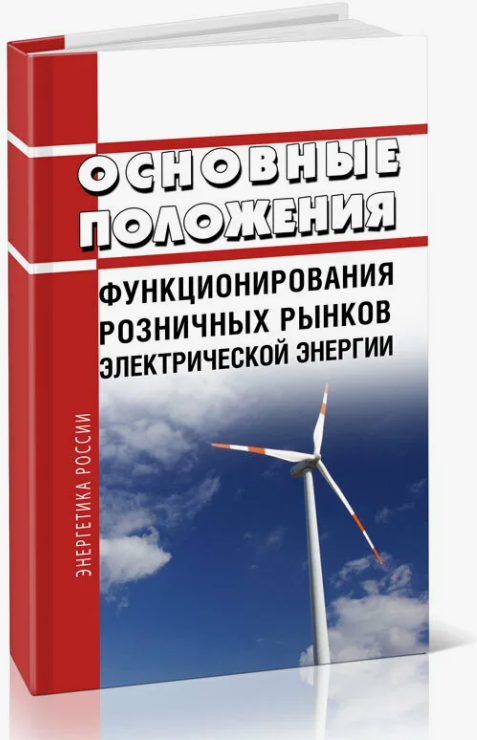 ОСНОВНЫЕ
ПОЛОЖЕНИЯ
ФУНКЦИОНИРОВАНИЯ
РОЗНИЧНЫХ РЫНКОВ
ЭЛЕКТРИЧЕСКОЙ ЭНЕРГИИ
ЭНЕРГЕТИКА РОССИИ